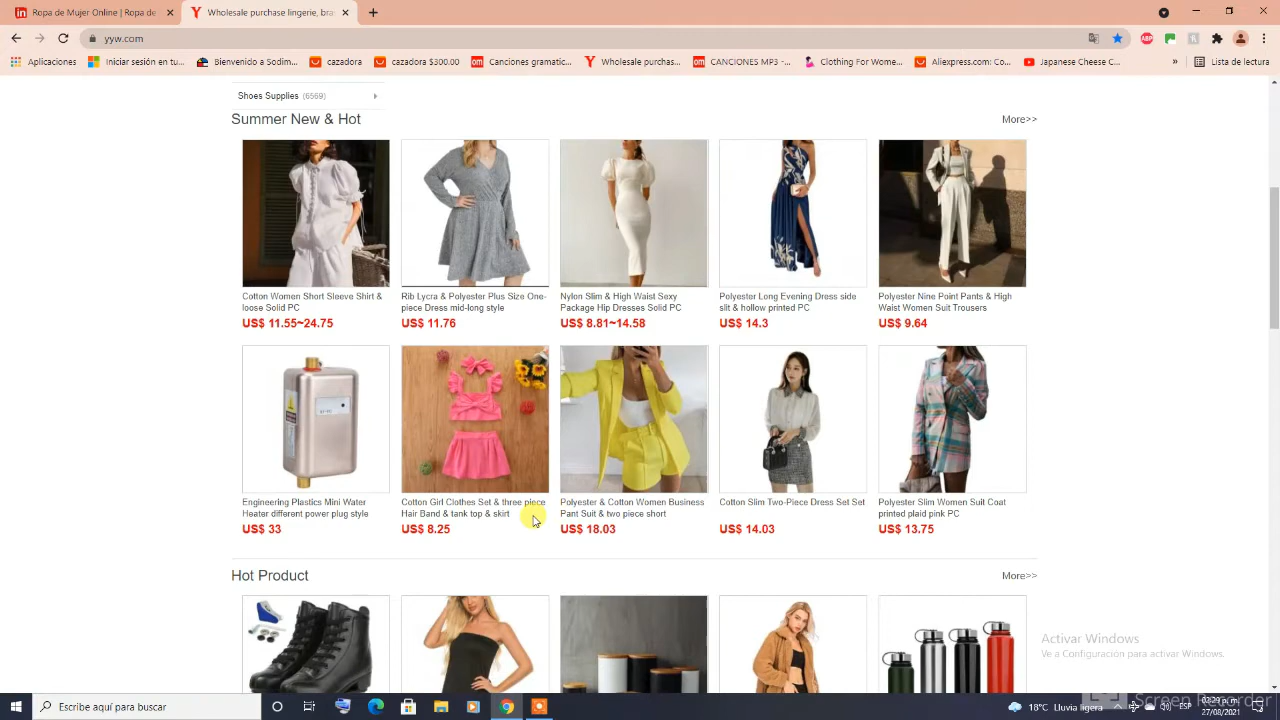 Ropa de Mujer Online | Ropa de
Wholesale purchase lingerie, bra
yyw.com
Aplicaciones
Iniciar sesión en tu...
Bienvenido a Sodim...
cazadora
cazadora $300.00
Canciones gramatic...
Wholesale purchas...
CANCIONES MP3 -...
Clothing For Wome...
Aliexpress.com: Co...
Japanese Cheese C...
»
Lista de lectura
Shoes Supplies (6569)
Summer New & Hot
More>>
Cotton Women Short Sleeve Shirt &
loose Solid PC
US$ 11.55~24.75
Rib Lycra & Polyester Plus Size One-
piece Dress mid-long style
US$ 11.76
Nylon Slim & High Waist Sexy
Package Hip Dresses Solid PC
US$ 8.81~14.58
Polyester Long Evening Dress side
slit & hollow printed PC
US$ 14.3
Polyester Nine Point Pants & High
Waist Women Suit Trousers
US$ 9.64
Engineering Plastics Mini Water
heater different power plug style
US$ 33
Cotton Girl Clothes Set & three piece
Hair Band & tank top & skirt
US$ 8.25
Polyester & Cotton Women Business
Pant Suit & two piece short
US$ 18.03
Cotton Slim Two-Piece Dress Set Set
US$ 14.03
Polyester Slim Women Suit Coat
printed plaid pink PC
US$ 13.75
Hot Product
More>>
Activar Windows
Ve a Configuración para activar Windows.
Escribe aquí para buscar
18°C Lluvia ligera
ESP
03:29 p. m.
27/08/2021
Screen Recorder